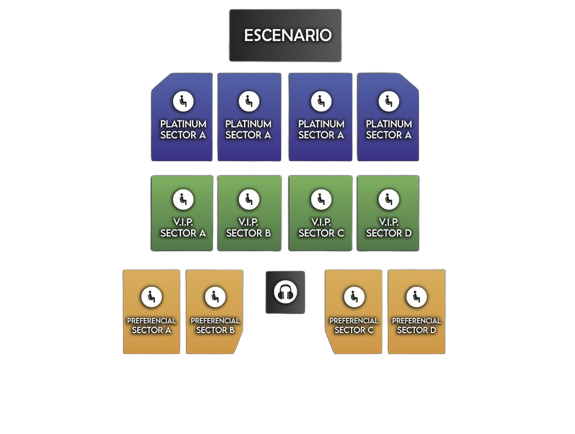 ESCENARIO
PLATINUM
SECTOR A
PLATINUM
SECTOR A
PLATINUM
SECTOR A
PLATINUM
SECTOR A
V.I.P.
SECTOR A
V.I.P.
SECTOR B
V.I.P.
SECTOR C
V.I.P.
SECTOR D
PREFERENCIAL
SECTOR A
PREFERENCIAL
SECTOR B
PREFERENCIAL
SECTOR C
PREFERENCIAL
SECTOR D